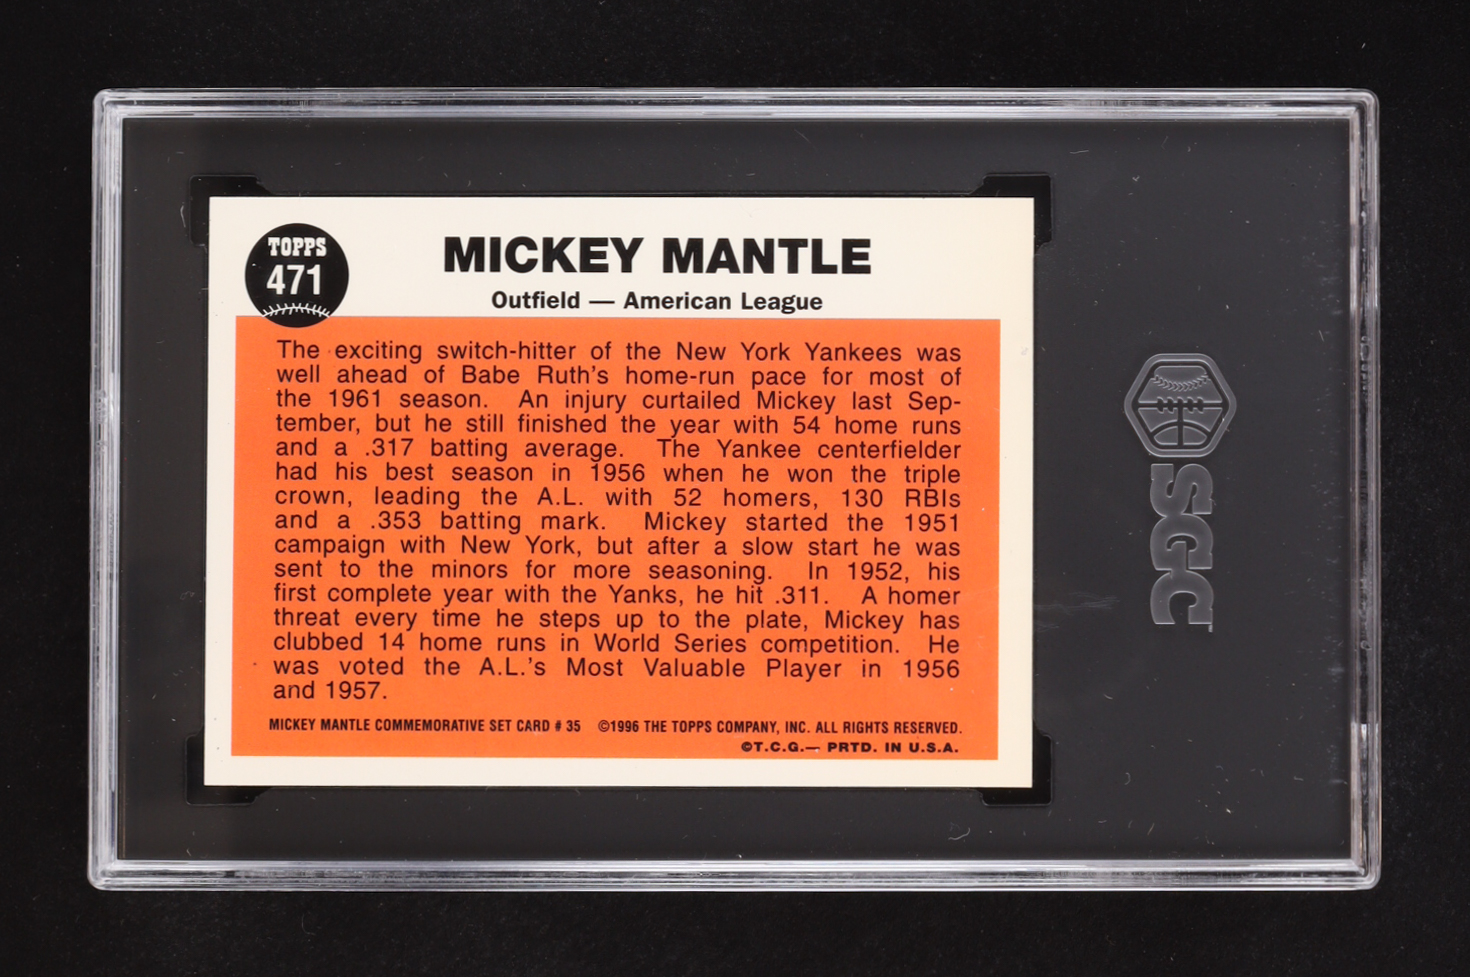 TOPPS
471
MICKEY MANTLE
Outfield — American League
The exciting switch-hitter of the New York Yankees was
well ahead of Babe Ruth's home-run pace for most of
the 1961 season. An injury curtailed Mickey last Sep-
tember, but he still finished the year with 54 home runs
and a .317 batting average. The Yankee centerfielder
had his best season in 1956 when he won the triple
crown, leading the A.L. with 52 homers, 130 RBIs
and a .353 batting mark. Mickey started the 1951
campaign with New York, but after a slow start he was
sent to the minors for more seasoning. In 1952, his
first complete year with the Yanks, he hit .311. A homer
threat every time he steps up to the plate, Mickey has
clubbed 14 home runs in World Series competition. He
was voted the A.L.'s Most Valuable Player in 1956
and 1957.
MICKEY MANTLE COMMEMORATIVE SET CARD # 35 ©1996 THE TOPPS COMPANY, INC. ALL RIGHTS RESERVED.
©T.C.G.— PRTD. IN U.S.A.
SGC